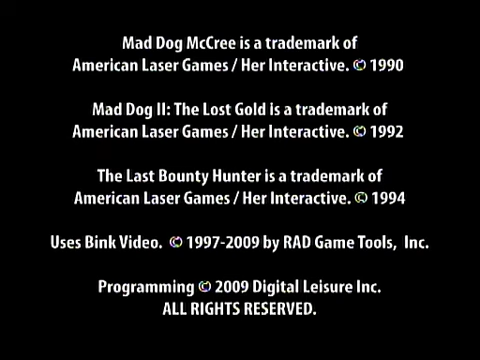 Mad Dog McCree is a trademark of
American Laser Games / Her Interactive. © 1990
Mad Dog II: The Lost Gold is a trademark of
American Laser Games / Her Interactive. © 1992
The Last Bounty Hunter is a trademark of
American Laser Games / Her Interactive. © 1994
Uses Bink Video. © 1997-2009 by RAD Game Tools, Inc.
Programming © 2009 Digital Leisure Inc.
ALL RIGHTS RESERVED.